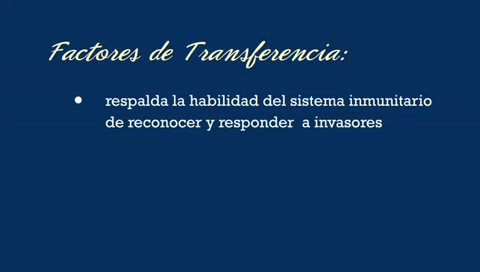 Factores de Transferencia:
• respalda la habilidad del sistema inmunitario
de reconocer y responder a invasores